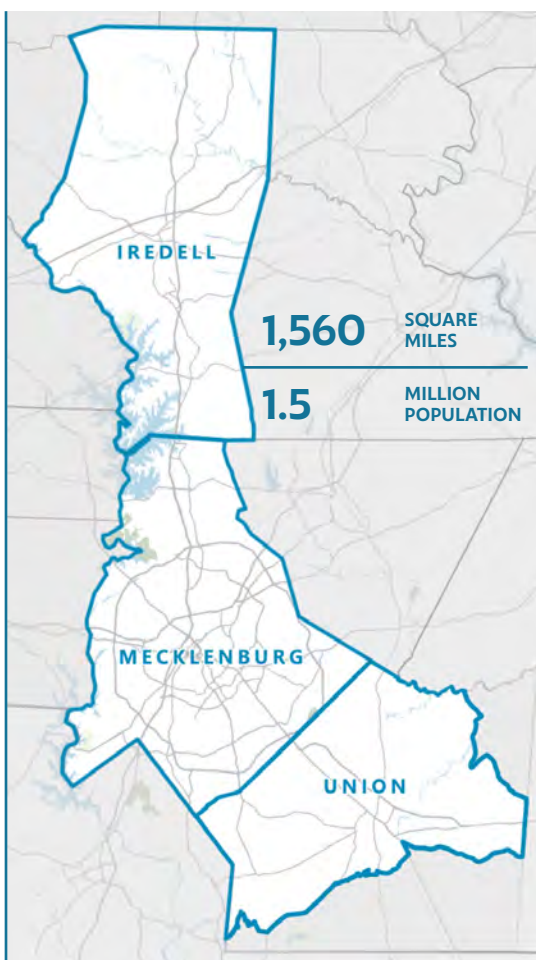 IREDELL
1,560
SQUARE
MILES
1.5
MILLION
POPULATION
MECKLENBURG
UNION